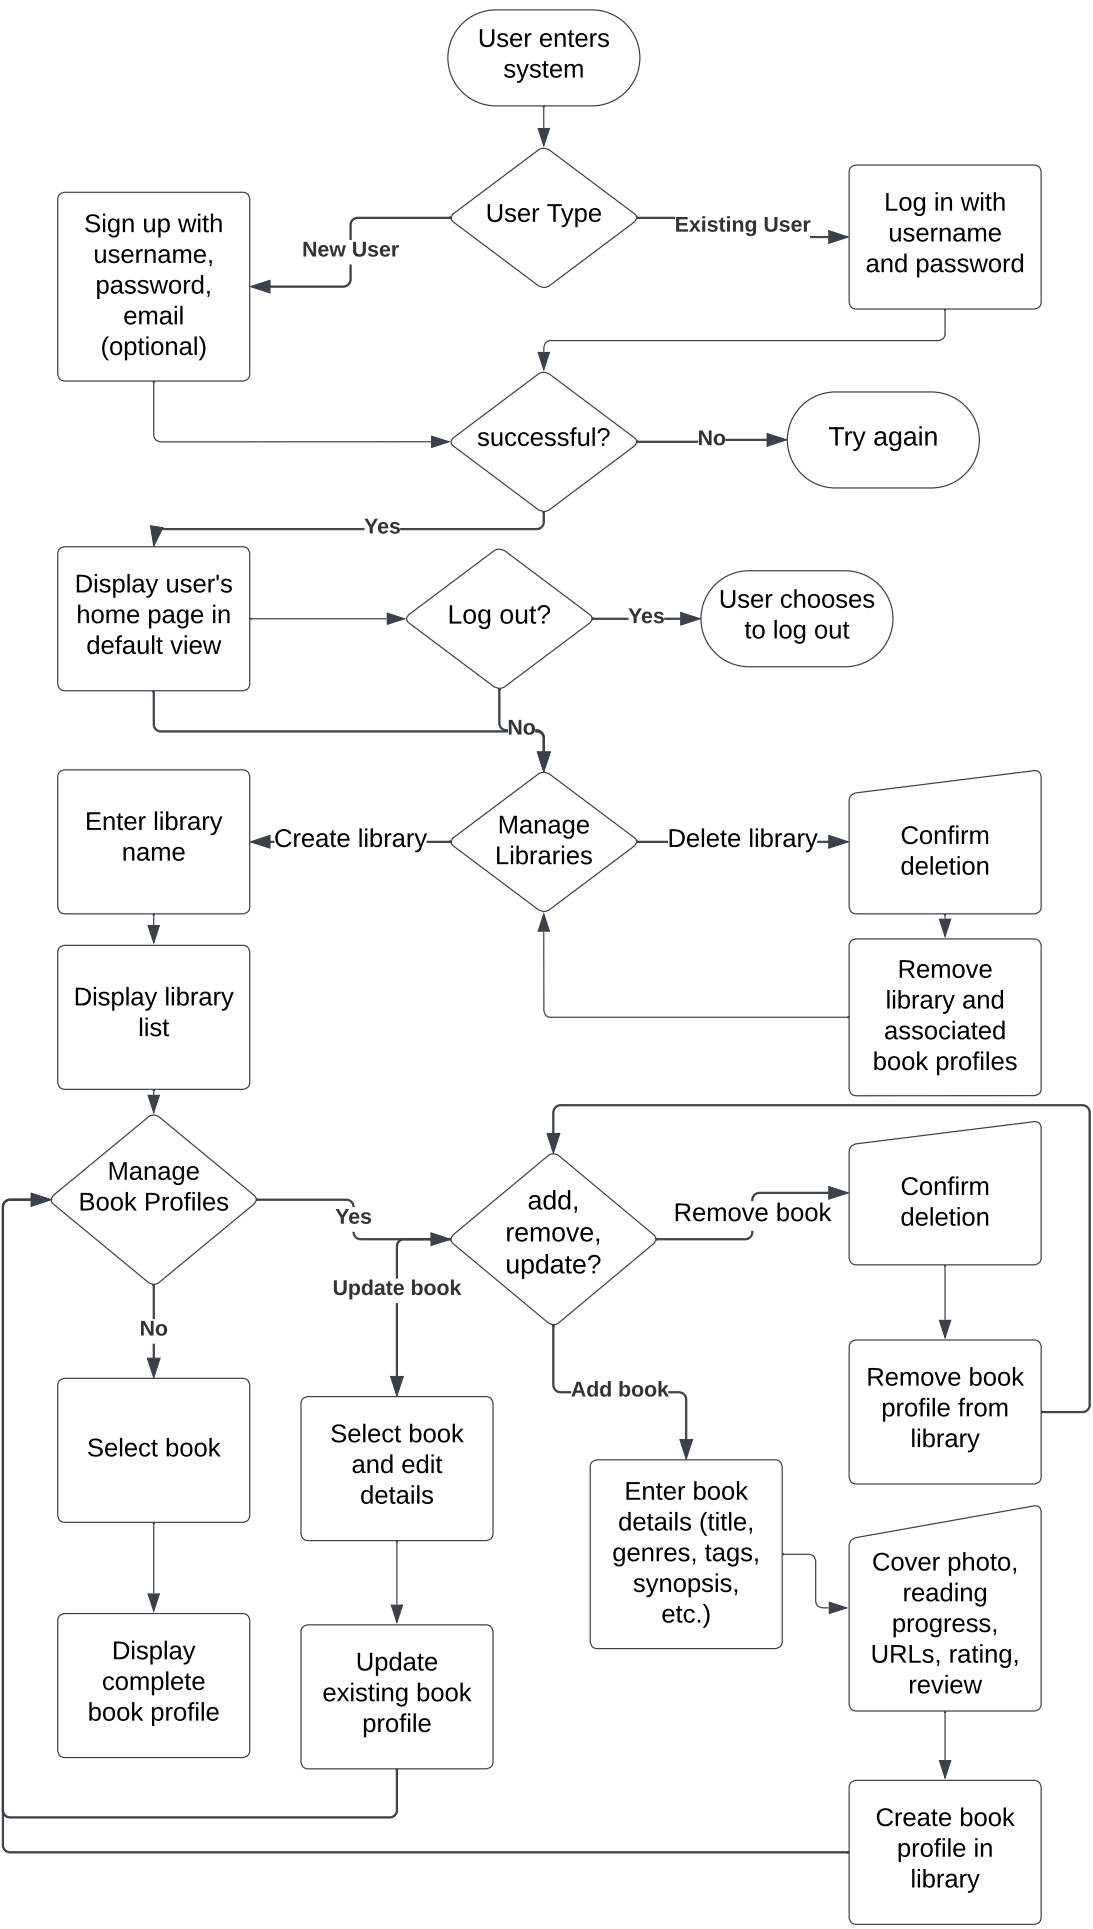 User enters
system
User Type
New User
Existing User
Sign up with
username,
password,
email
(optional)
Log in with
username
and password
successful?
No
Try again
Yes
Display user's
home page in
default view
Log out?
Yes
User chooses
to log out
No
Manage
Libraries
Create library
Delete library
Enter library
name
Confirm
deletion
Display library
list
Remove
library and
associated
book profiles
Manage
Book Profiles
Yes
No
add,
remove,
update?
Remove book
Confirm
deletion
Update book
Add book
Remove book
profile from
library
Select book
Select book
and edit
details
Enter book
details (title,
genres, tags,
synopsis,
etc.)
Cover photo,
reading
progress,
URLs, rating,
review
Display
complete
book profile
Update
existing book
profile
Create book
profile in
library